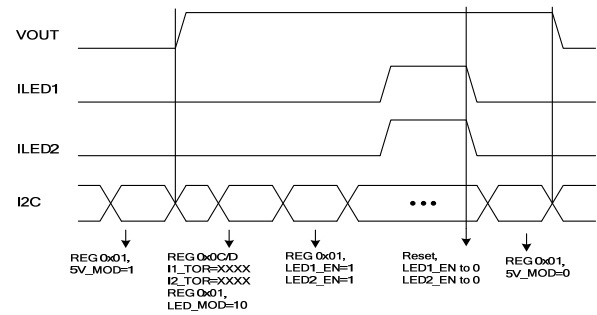 VOUT
ILED1
ILED2
I2C
•••
REG 0x01,
5V_MOD=1
REG 0x0C/D
I1_TOR=XXXX
I2_TOR=XXXX
REG 0x01,
LED_MOD=10
REG 0x01,
LED1_EN=1
LED2_EN=1
Reset,
LED1_EN to 0
LED2_EN to 0
REG 0x01,
5V_MOD=0